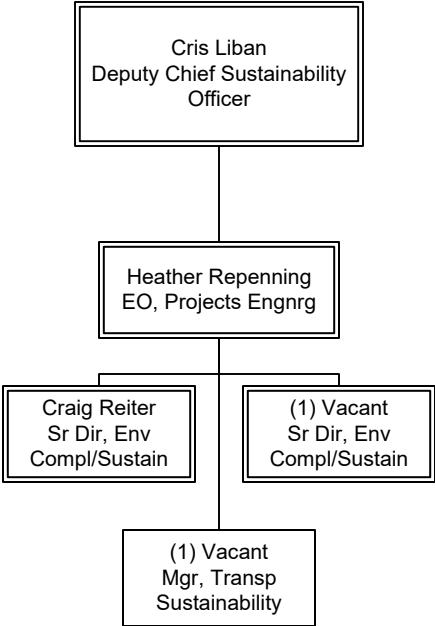 Cris Liban
Deputy Chief Sustainability
Officer
Heather Repenning
EO, Projects Engnrg
Craig Reiter
Sr Dir, Env
Compl/Sustain
(1) Vacant
Sr Dir, Env
Compl/Sustain
(1) Vacant
Mgr, Transp
Sustainability